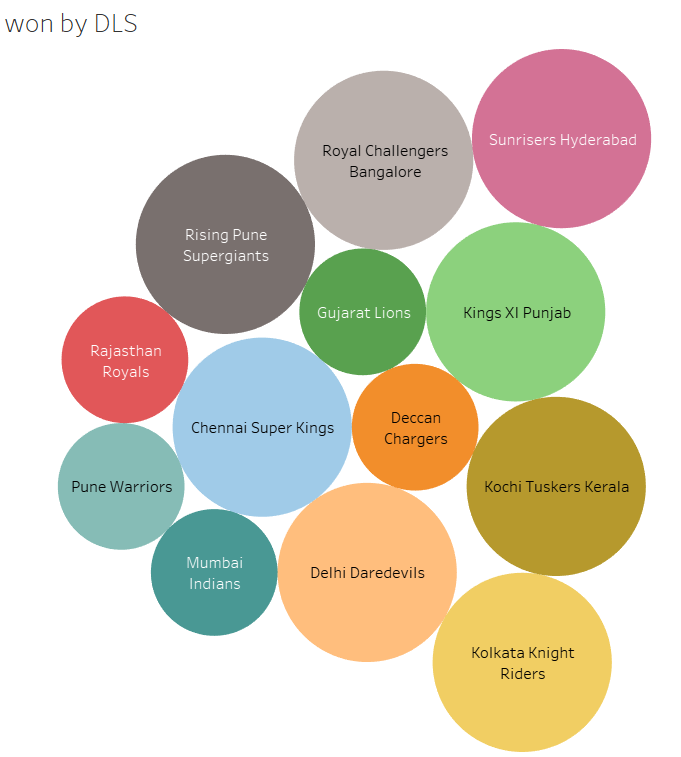 won by DLS
Sunrisers Hyderabad
Royal Challengers
Bangalore
Rising Pune
Supergiants
Gujarat Lions
Kings XI Punjab
Rajasthan
Royals
Chennai Super Kings
Deccan
Chargers
Pune Warriors
Kochi Tuskers Kerala
Mumbai
Indians
Delhi Daredevils
Kolkata Knight
Riders